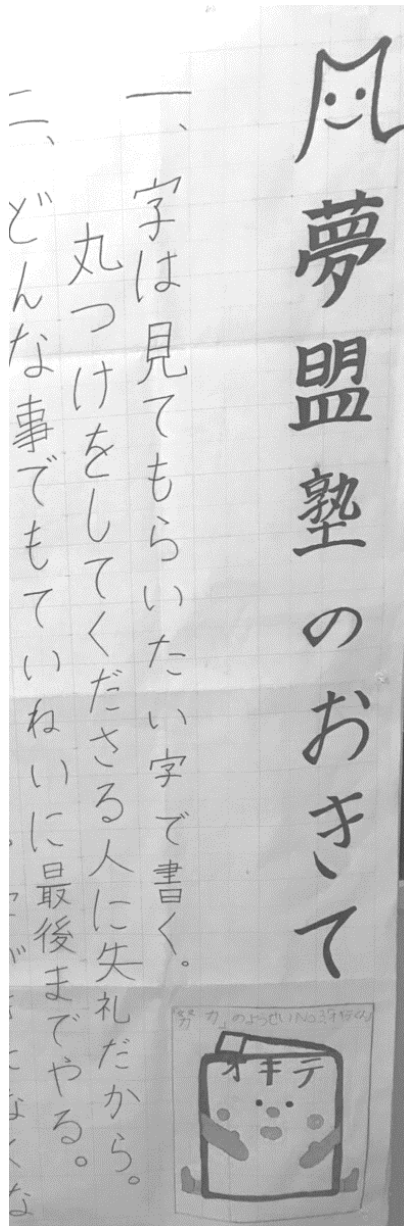 夢盟塾のおきて
一、字は見てもらいたい字で書く。
丸つけをしてくださる人に失礼だから。
二、どんな事でもていねいに最後までやる。
オキテ